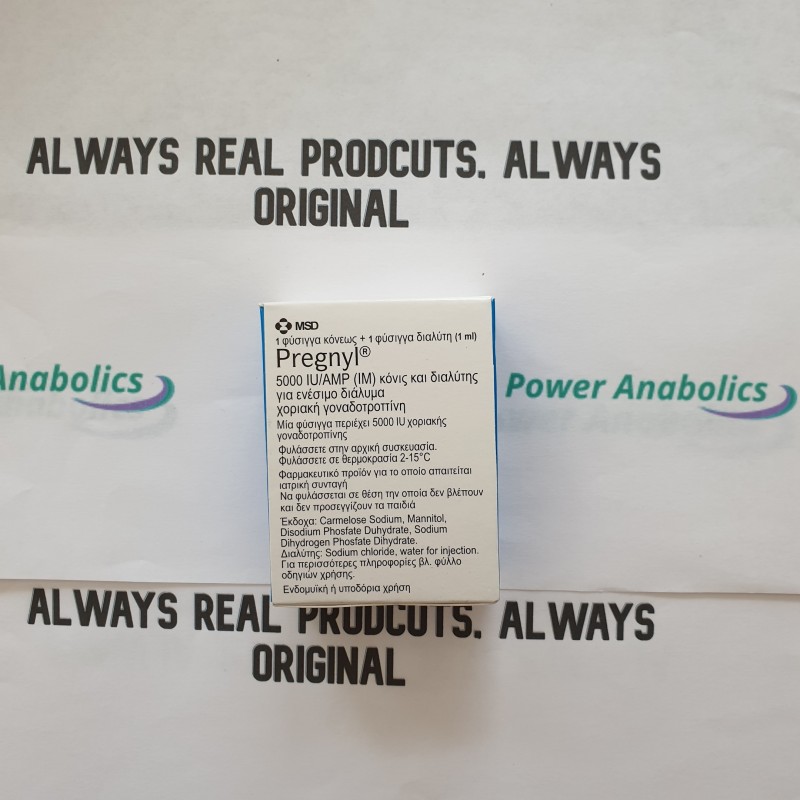 ALWAYS REAL PRODCUTS. ALWAYS
ORIGINAL
Anabolics
Power Anabolics
MSD
1 φύσιγγα κόνεως + 1 φύσιγγα διαλύτη (1 ml)
Pregnyl®
5000 IU/AMP (IM) κόνις και διαλύτης
για ενέσιμο διάλυμα
χοριακή γοναδοτροπίνη
Μία φύσιγγα περιέχει 5000 IU χοριακής
γοναδοτροπίνης
Φυλάσσετε στην αρχική συσκευασία.
Φυλάσσετε σε θερμοκρασία 2-15°C
Φαρμακευτικό προϊόν για το οποίο απαιτείται
ιατρική συνταγή
Να φυλάσσεται σε θέση την οποία δεν βλέπουν
και δεν προσεγγίζουν τα παιδιά
Έκδοχα: Carmelose Sodium, Mannitol,
Disodium Phosfate Duhydrate, Sodium
Dihydrogen Phosfate Dihydrate.
Διαλύτης: Sodium chloride, water for injection.
Για περισσότερες πληροφορίες βλ. φύλλο
οδηγιών χρήσης.
Ενδομυϊκή ή υποδόρια χρήση
ALWAYS REAL PRODCUTS. ALWAYS
ORIGINAL